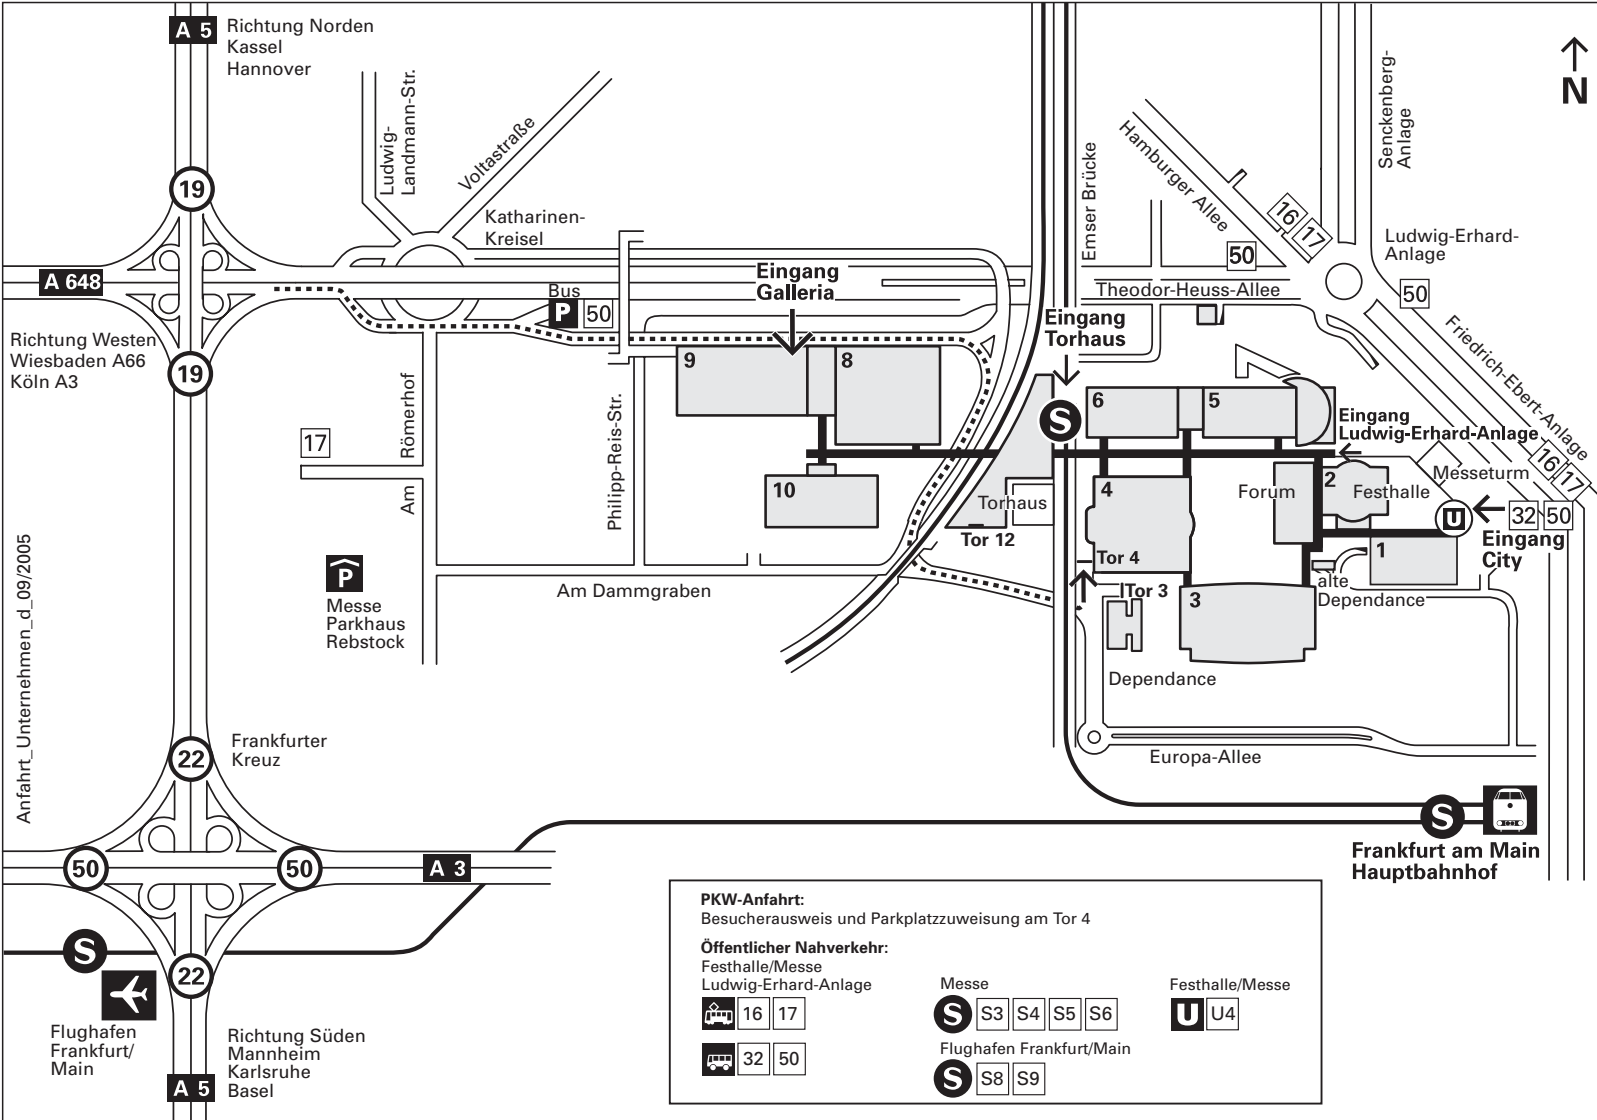 A 5
Richtung Norden
Kassel
Hannover
Ludwig-
Landmann-Str.
Voltastraße
Katharinen-
Kreisel
Emser Brücke
Hamburger Allee
Senckenberg-
Anlage
N
19
16
17
50
Ludwig-Erhard-
Anlage
50
A 648
Bus
P
50
Eingang
Galleria
Theodor-Heuss-Allee
Eingang
Torhaus
Friedrich-Ebert-Anlage
Richtung Westen
Wiesbaden A66
Köln A3
19
9
8
6
5
S
Eingang
Ludwig-Erhard-Anlage
16
17
17
Am Römerhof
Philipp-Reis-Str.
10
Torhaus
Tor 12
4
Forum
2
Festhalle
Messeturm
U
32
50
Eingang
City
1
Tor 4
Tor 3
3
alte
Dependance
P
Messe
Parkhaus
Rebstock
Am Dammgraben
Dependance
Europa-Allee
Anfahrt_Unternehmen_d_09/2005
Frankfurter
Kreuz
22
50
50
A 3
S
Frankfurt am Main
Hauptbahnhof
S
22
Flughafen
Frankfurt/
Main
Richtung Süden
Mannheim
Karlsruhe
Basel
A 5
PKW-Anfahrt:
Besucherausweis und Parkplatzzuweisung am Tor 4
Öffentlicher Nahverkehr:
Festhalle/Messe
Ludwig-Erhard-Anlage
16 17
32 50
Messe
S S3 S4 S5 S6
Flughafen Frankfurt/Main
S S8 S9
Festhalle/Messe
U U4